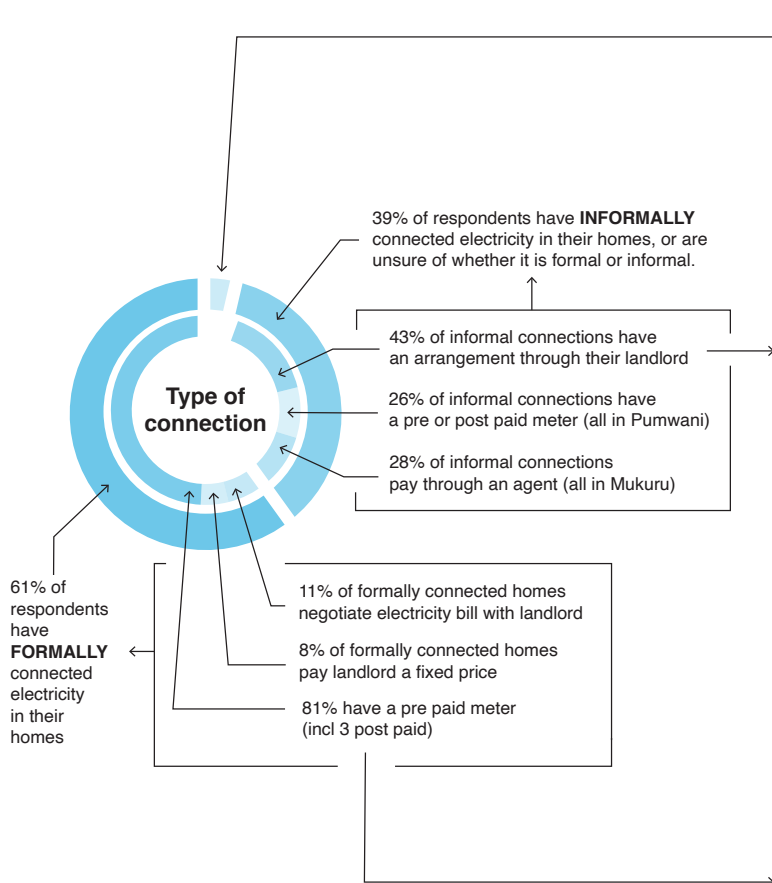 39% of respondents have INFORMALLY
connected electricity in their homes, or are
unsure of whether it is formal or informal.
43% of informal connections have
an arrangement through their landlord
26% of informal connections have
a pre or post paid meter (all in Pumwani)
28% of informal connections
pay through an agent (all in Mukuru)
Type of
connection
61% of
respondents
have
FORMALLY
connected
electricity
in their
homes
11% of formally connected homes
negotiate electricity bill with landlord
8% of formally connected homes
pay landlord a fixed price
81% have a pre paid meter
(incl 3 post paid)